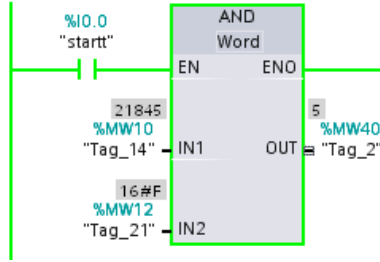 %I0.0
"startt"
AND
Word
EN
ENO
21845
%MW10
"Tag_14"
IN1
5
%MW40
OUT
"Tag_2"
16#F
%MW12
"Tag_21"
IN2